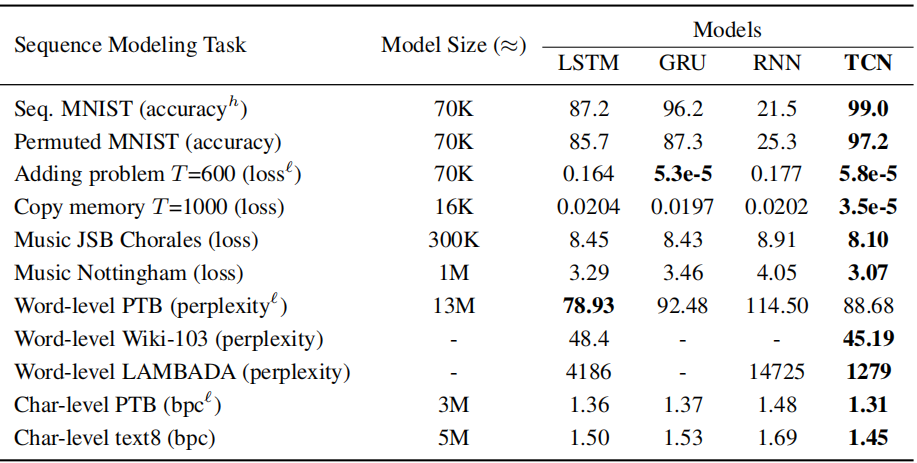 Models
Sequence Modeling Task Model Size (≈) LSTM GRU RNN TCN
Seq. MNIST (accuracyʰ) 70K 87.2 96.2 21.5 99.0
Permuted MNIST (accuracy) 70K 85.7 87.3 25.3 97.2
Adding problem T=600 (lossℓ) 70K 0.164 5.3e-5 0.177 5.8e-5
Copy memory T=1000 (loss) 16K 0.0204 0.0197 0.0202 3.5e-5
Music JSB Chorales (loss) 300K 8.45 8.43 8.91 8.10
Music Nottingham (loss) 1M 3.29 3.46 4.05 3.07
Word-level PTB (perplexityℓ) 13M 78.93 92.48 114.50 88.68
Word-level Wiki-103 (perplexity) - 48.4 - - 45.19
Word-level LAMBADA (perplexity) - 4186 - 14725 1279
Char-level PTB (bpcℓ) 3M 1.36 1.37 1.48 1.31
Char-level text8 (bpc) 5M 1.50 1.53 1.69 1.45